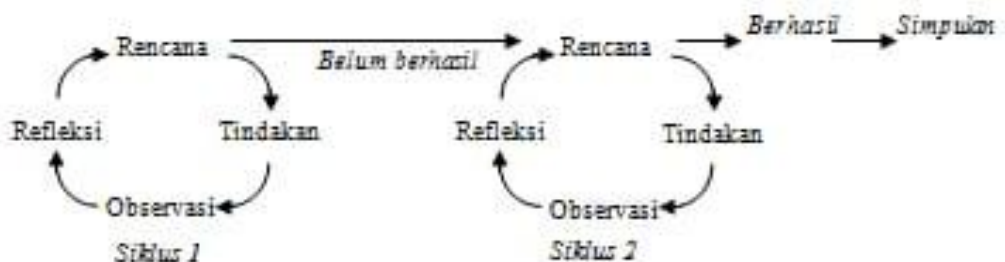 Berhasil Simpulan
Rencana Rencana
Belum berhasil
Refleksi Tindakan Refleksi Tindakan
Observasi Observasi
Siklus 1 Siklus 2